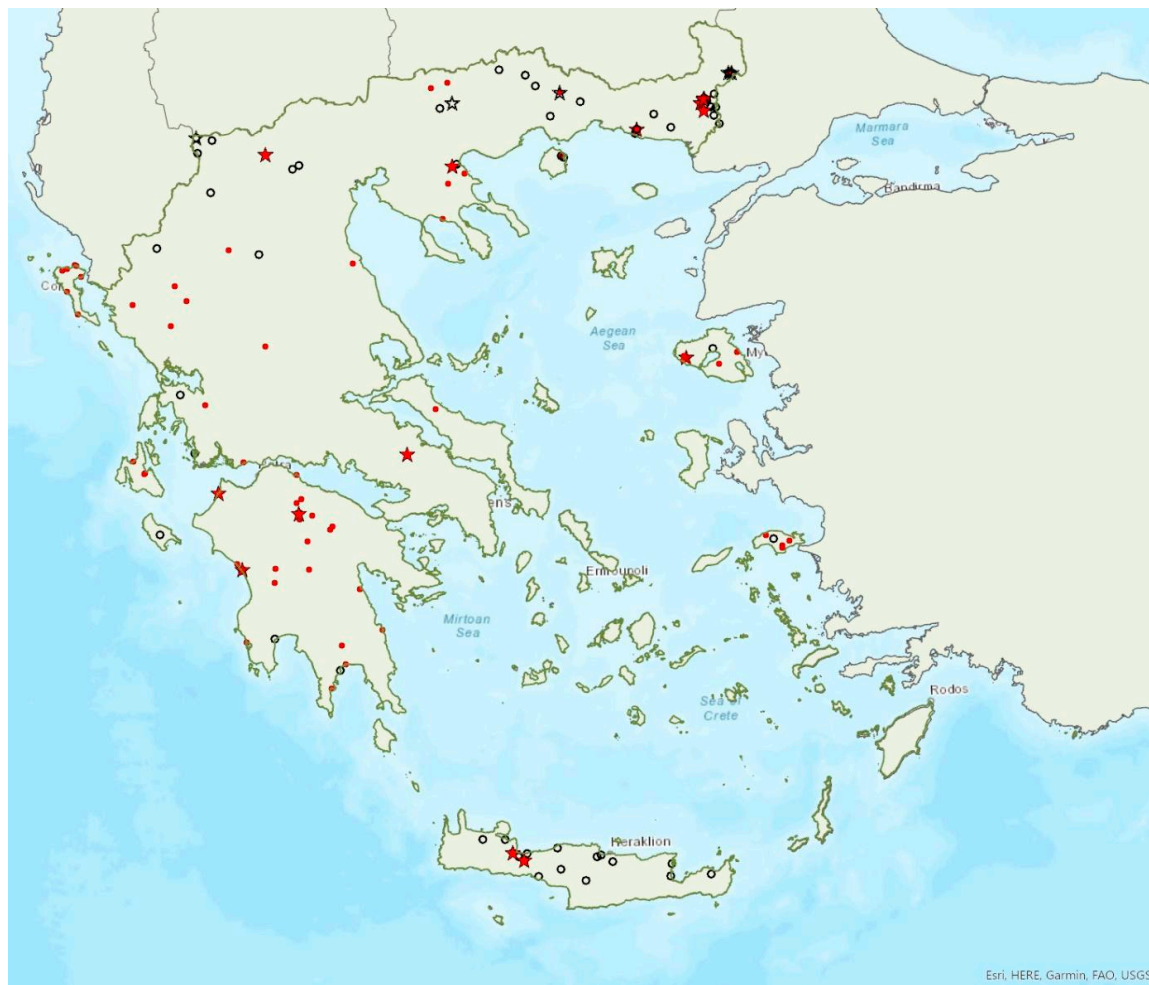 Marmara
Sea
Bandirma
Aegean
Sea
My
Ermoupoli
Mirtoan
Sea
Sea of
Crete
Rodos
Heraklion
Esri, HERE, Garmin, FAO, USGS